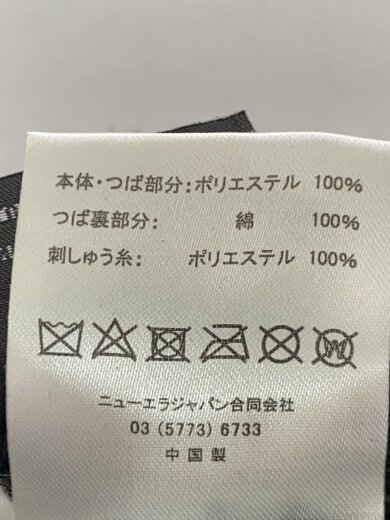 本体・つば部分:ポリエステル 100%
つば裏部分: 綿 100%
刺しゅう糸: ポリエステル 100%
W
ニューエラジャパン合同会社
03 (5773) 6733
中国製